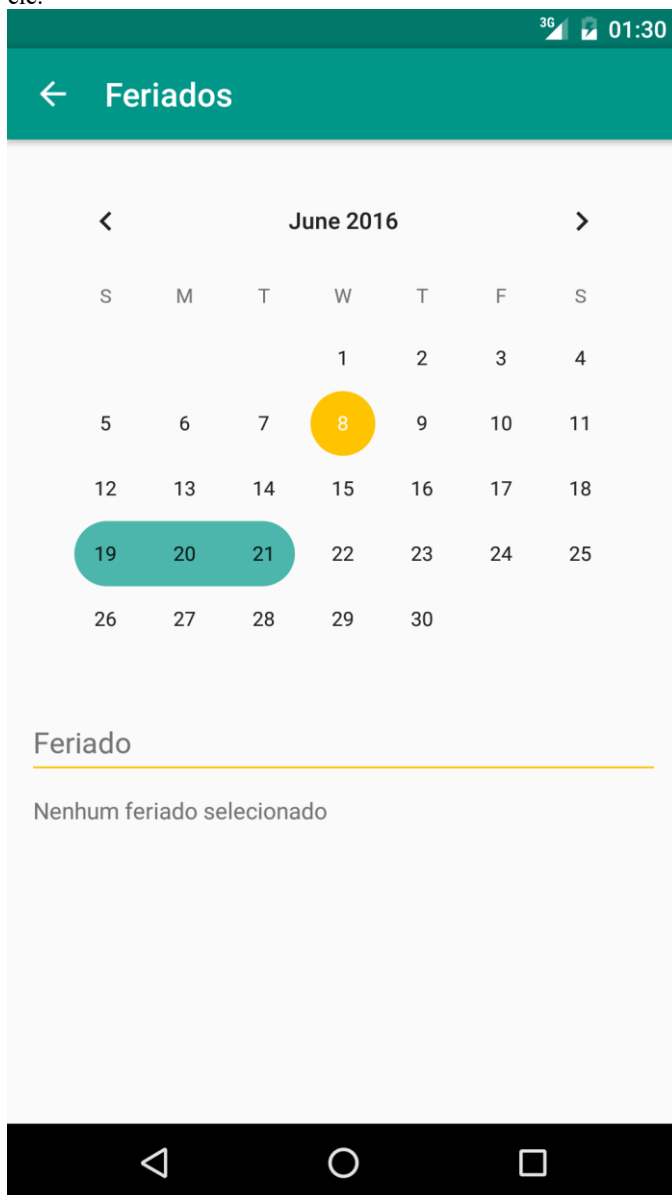 ele.
3G 01:30
Feriados
June 2016
S M T W T F S
1 2 3 4
5 6 7 8 9 10 11
12 13 14 15 16 17 18
19 20 21 22 23 24 25
26 27 28 29 30
Feriado
Nenhum feriado selecionado